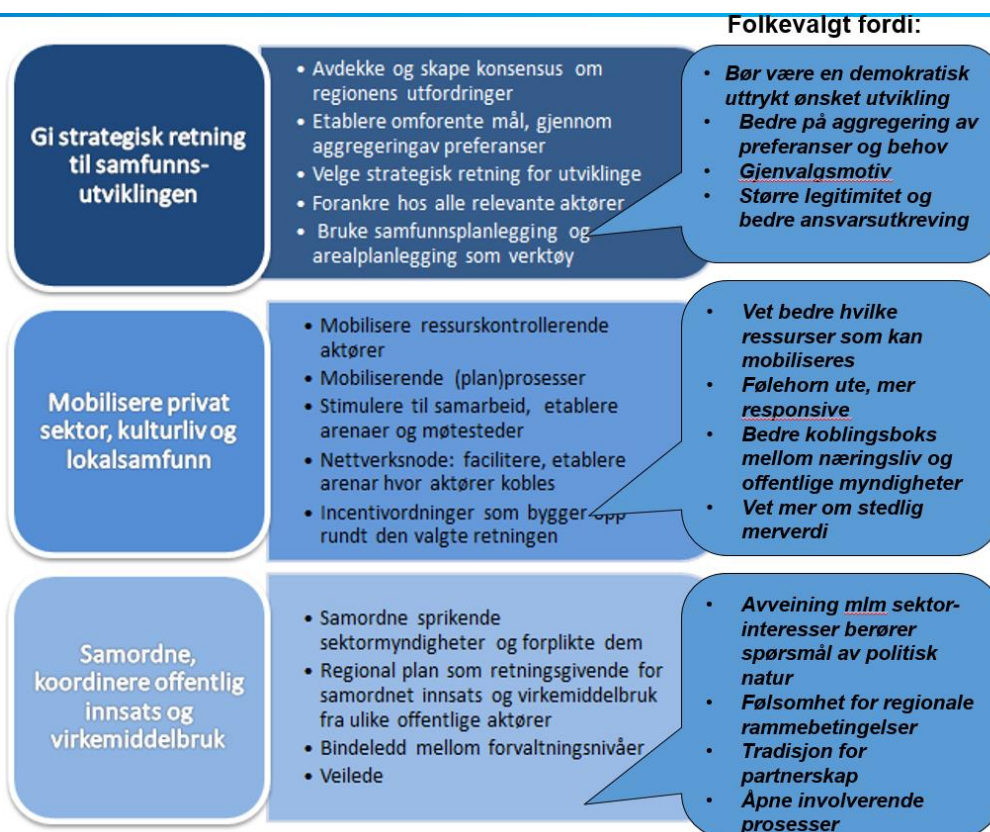 Folkevalgt fordi:
Gi strategisk retning
til samfunns-
utviklingen
• Avdekke og skape konsensus om
regionens utfordringer
• Etablere omforente mål, gjennom
aggregeringav preferanser
• Velge strategisk retning for utviklinge
• Forankre hos alle relevante aktører
• Bruke samfunnsplanlegging og
arealplanlegging som verktøy
• Bør være en demokratisk
uttrykt ønsket utvikling
• Bedre på aggregering av
preferanser og behov
• Gjenvalgsmotiv
• Større legitimitet og
bedre ansvarsutkreving
Mobilisere privat
sektor, kulturliv og
lokalsamfunn
• Mobilisere ressurskontrollerende
aktører
• Mobiliserende (plan)prosesser
• Stimulere til samarbeid, etablere
arenaer og møtesteder
• Nettverksnode: facilitere, etablere
arenar hvor aktører kobles
• Incentivordninger som bygger opp
rundt den valgte retningen
• Vet bedre hvilke
ressurser som kan
mobiliseres
• Følehorn ute, mer
responsive
• Bedre koblingsboks
mellom næringsliv og
offentlige myndigheter
• Vet mer om stedlig
merverdi
Samordne,
koordinere offentlig
innsats og
virkemiddelbruk
• Samordne sprikende
sektormyndigheter og forplikte dem
• Regional plan som retningsgivende for
samordnet innsats og virkemiddelbruk
fra ulike offentlige aktører
• Bindeledd mellom forvaltningsnivåer
• Veilede
• Avveining mlm sektor-
interesser berører
spørsmål av politisk
natur
• Følsomhet for regionale
rammebetingelser
• Tradisjon for
partnerskap
• Åpne involverende
prosesser